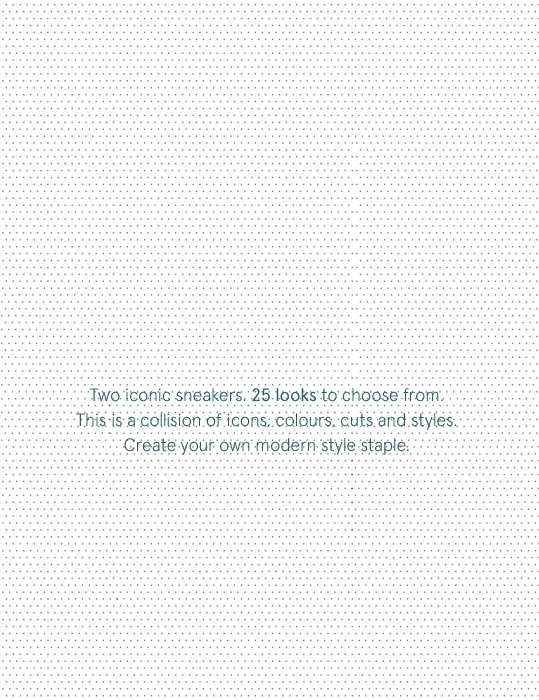 Two iconic sneakers. 25 looks to choose from.
This is a collision of icons, colours, cuts and styles.
Create your own modern style staple.